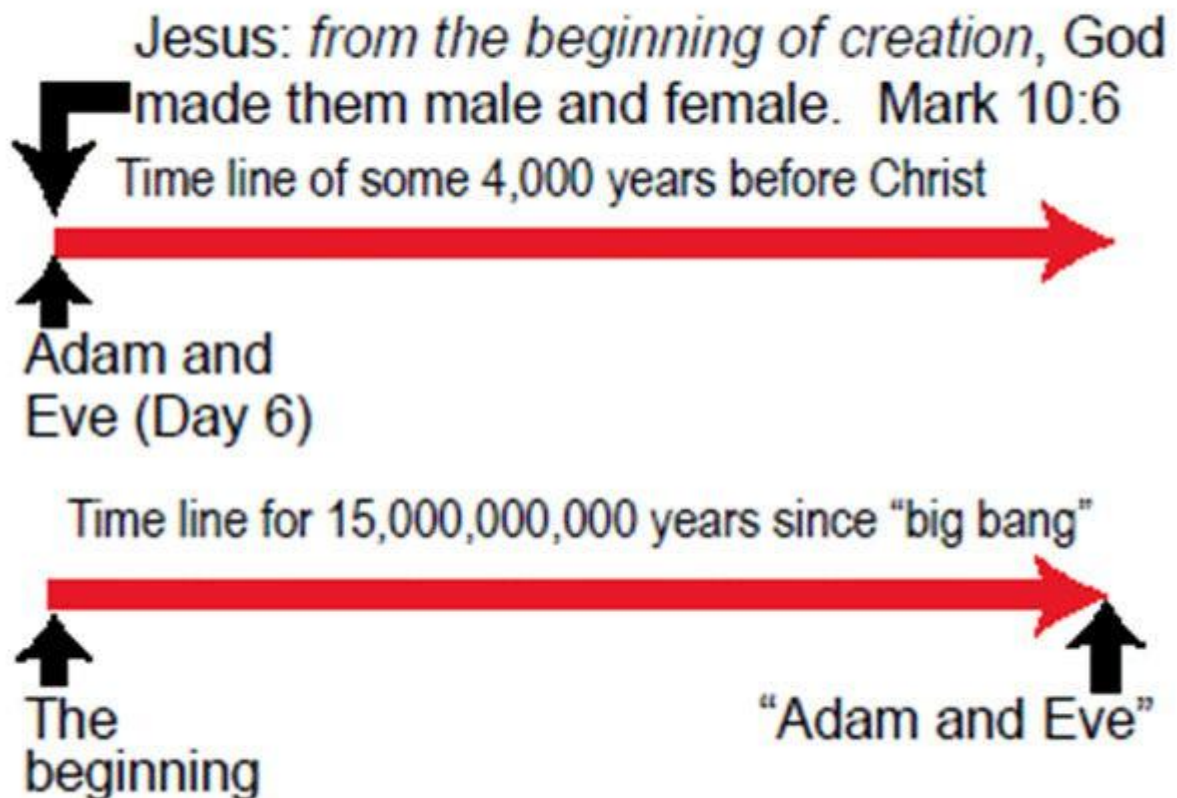 Jesus: from the beginning of creation, God
made them male and female. Mark 10:6
Time line of some 4,000 years before Christ
Adam and
Eve (Day 6)
Time line for 15,000,000,000 years since “big bang”
The
beginning
“Adam and Eve”